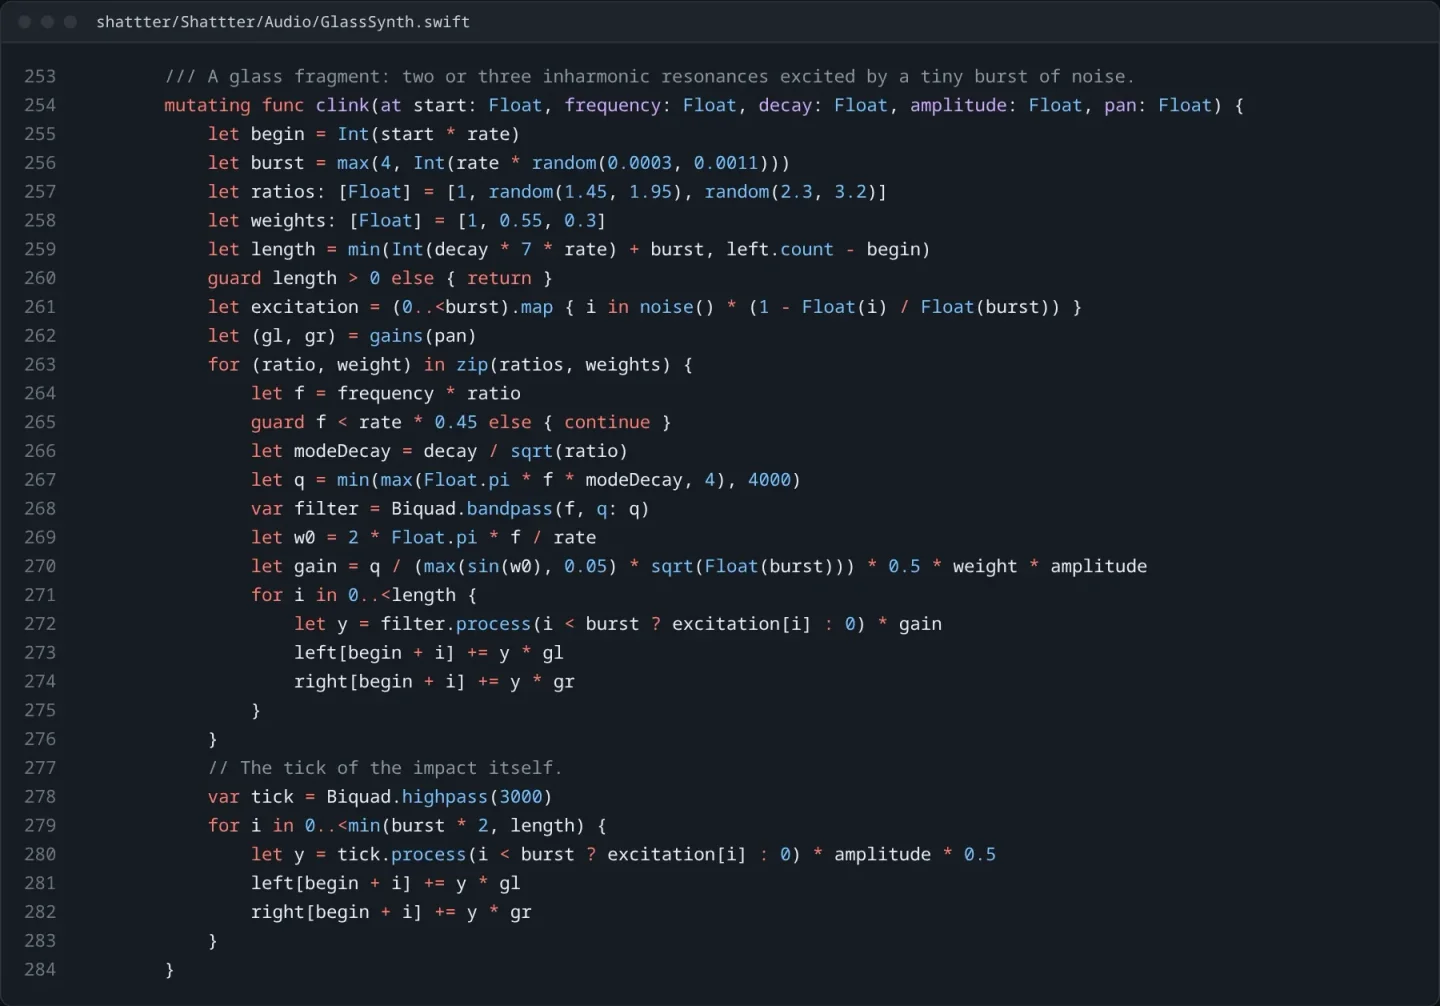 shattter/Shattter/Audio/GlassSynth.swift
253 /// A glass fragment: two or three inharmonic resonances excited by a tiny burst of noise.
254 mutating func clink(at start: Float, frequency: Float, decay: Float, amplitude: Float, pan: Float) {
255 let begin = Int(start * rate)
256 let burst = max(4, Int(rate * random(0.0003, 0.0011)))
257 let ratios: [Float] = [1, random(1.45, 1.95), random(2.3, 3.2)]
258 let weights: [Float] = [1, 0.55, 0.3]
259 let length = min(Int(decay * 7 * rate) + burst, left.count - begin)
260 guard length > 0 else { return }
261 let excitation = (0..<burst).map { i in noise() * (1 - Float(i) / Float(burst)) }
262 let (gl, gr) = gains(pan)
263 for (ratio, weight) in zip(ratios, weights) {
264 let f = frequency * ratio
265 guard f < rate * 0.45 else { continue }
266 let modeDecay = decay / sqrt(ratio)
267 let q = min(max(Float.pi * f * modeDecay, 4), 4000)
268 var filter = Biquad.bandpass(f, q: q)
269 let w0 = 2 * Float.pi * f / rate
270 let gain = q / (max(sin(w0), 0.05) * sqrt(Float(burst))) * 0.5 * weight * amplitude
271 for i in 0..<length {
272 let y = filter.process(i < burst ? excitation[i] : 0) * gain
273 left[begin + i] += y * gl
274 right[begin + i] += y * gr
275 }
276 }
277 // The tick of the impact itself.
278 var tick = Biquad.highpass(3000)
279 for i in 0..<min(burst * 2, length) {
280 let y = tick.process(i < burst ? excitation[i] : 0) * amplitude * 0.5
281 left[begin + i] += y * gl
282 right[begin + i] += y * gr
283 }
284 }